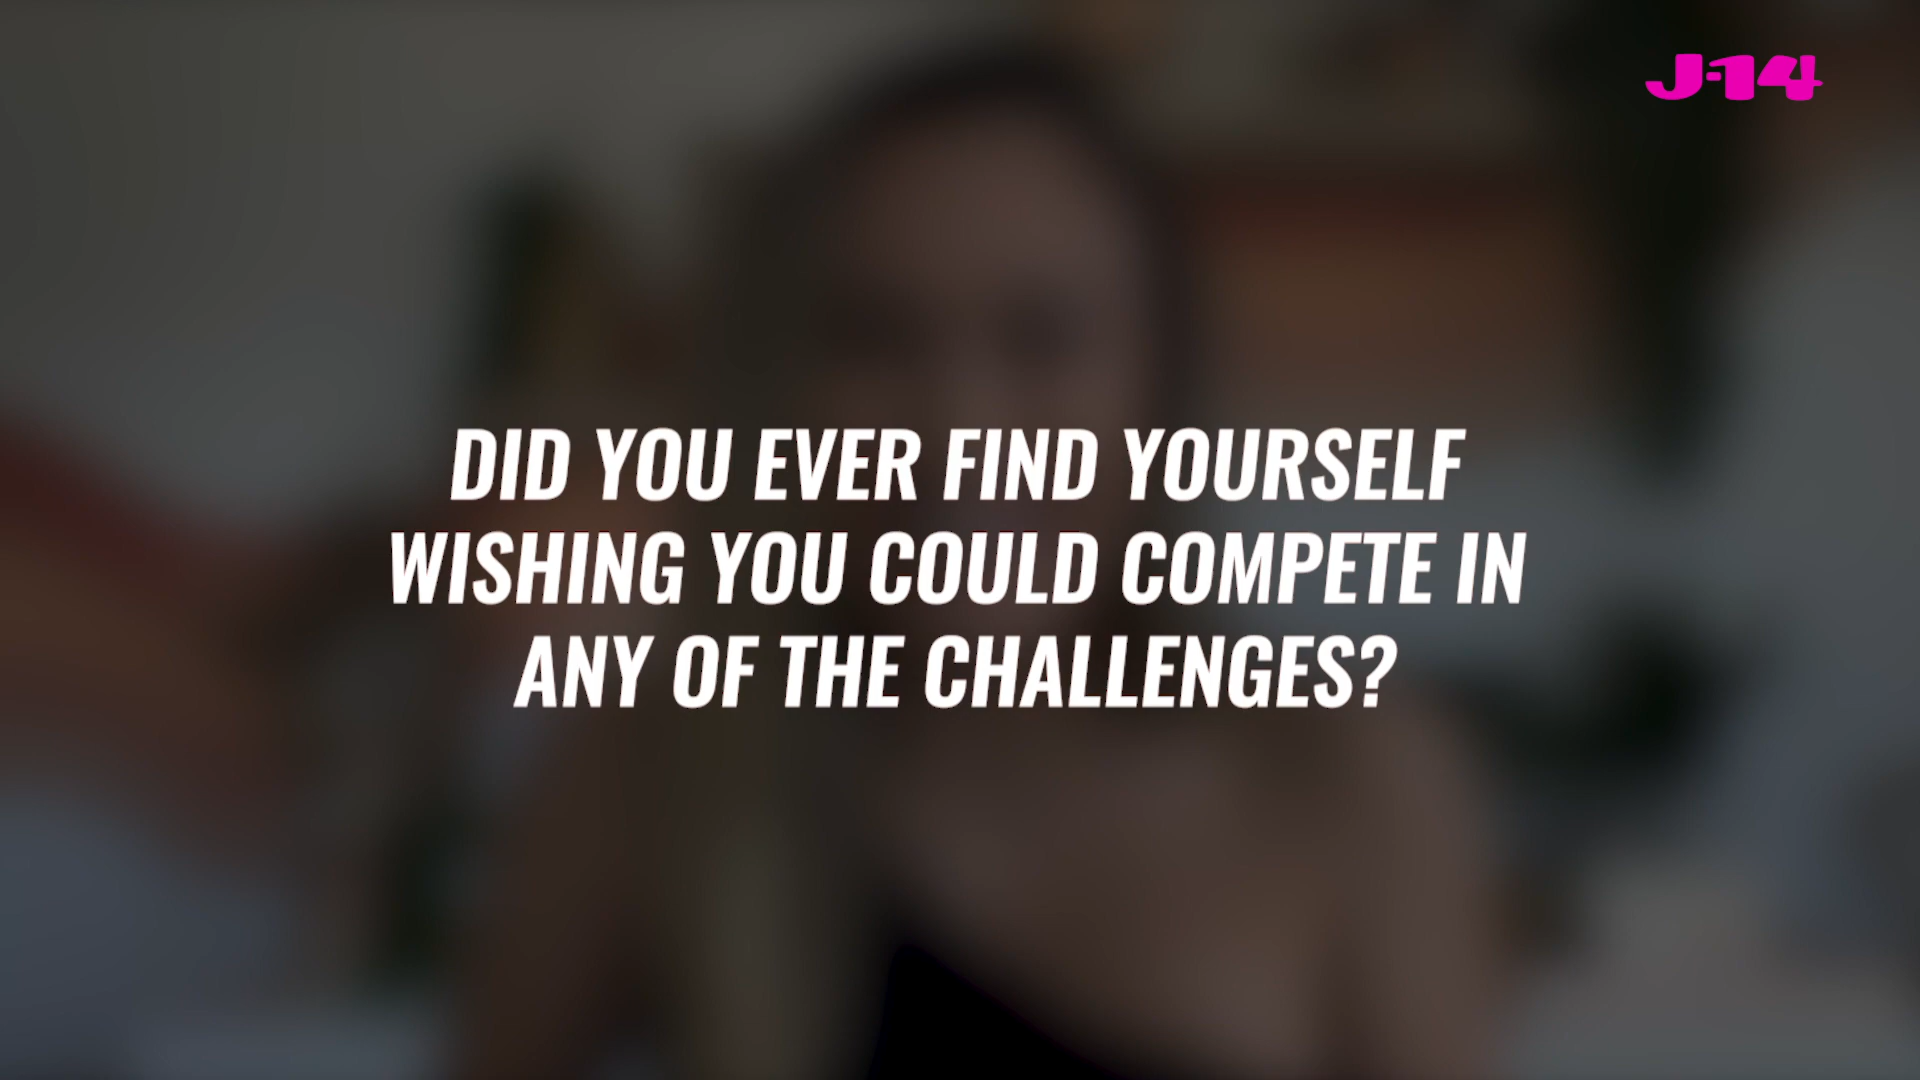 J-14
DID YOU EVER FIND YOURSELF
WISHING YOU COULD COMPETE IN
ANY OF THE CHALLENGES?